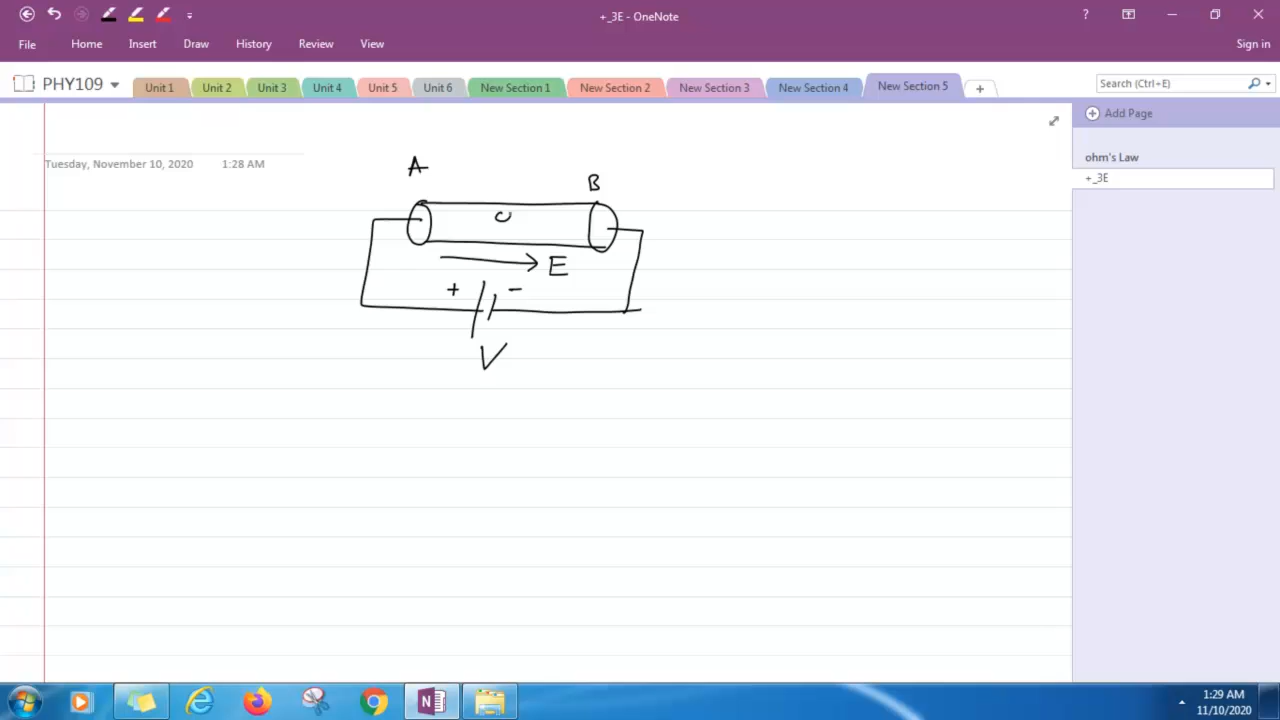 +_3E - OneNote
?
File Home Insert Draw History Review View
Sign in
PHY109 Unit 1 Unit 2 Unit 3 Unit 4 Unit 5 Unit 6 New Section 1 New Section 2 New Section 3 New Section 4 New Section 5 +
Search (Ctrl+E)
Add Page
ohm's Law
+_3E
Tuesday, November 10, 2020 1:28 AM
A
B
E
+ -
V
1:29 AM
11/10/2020